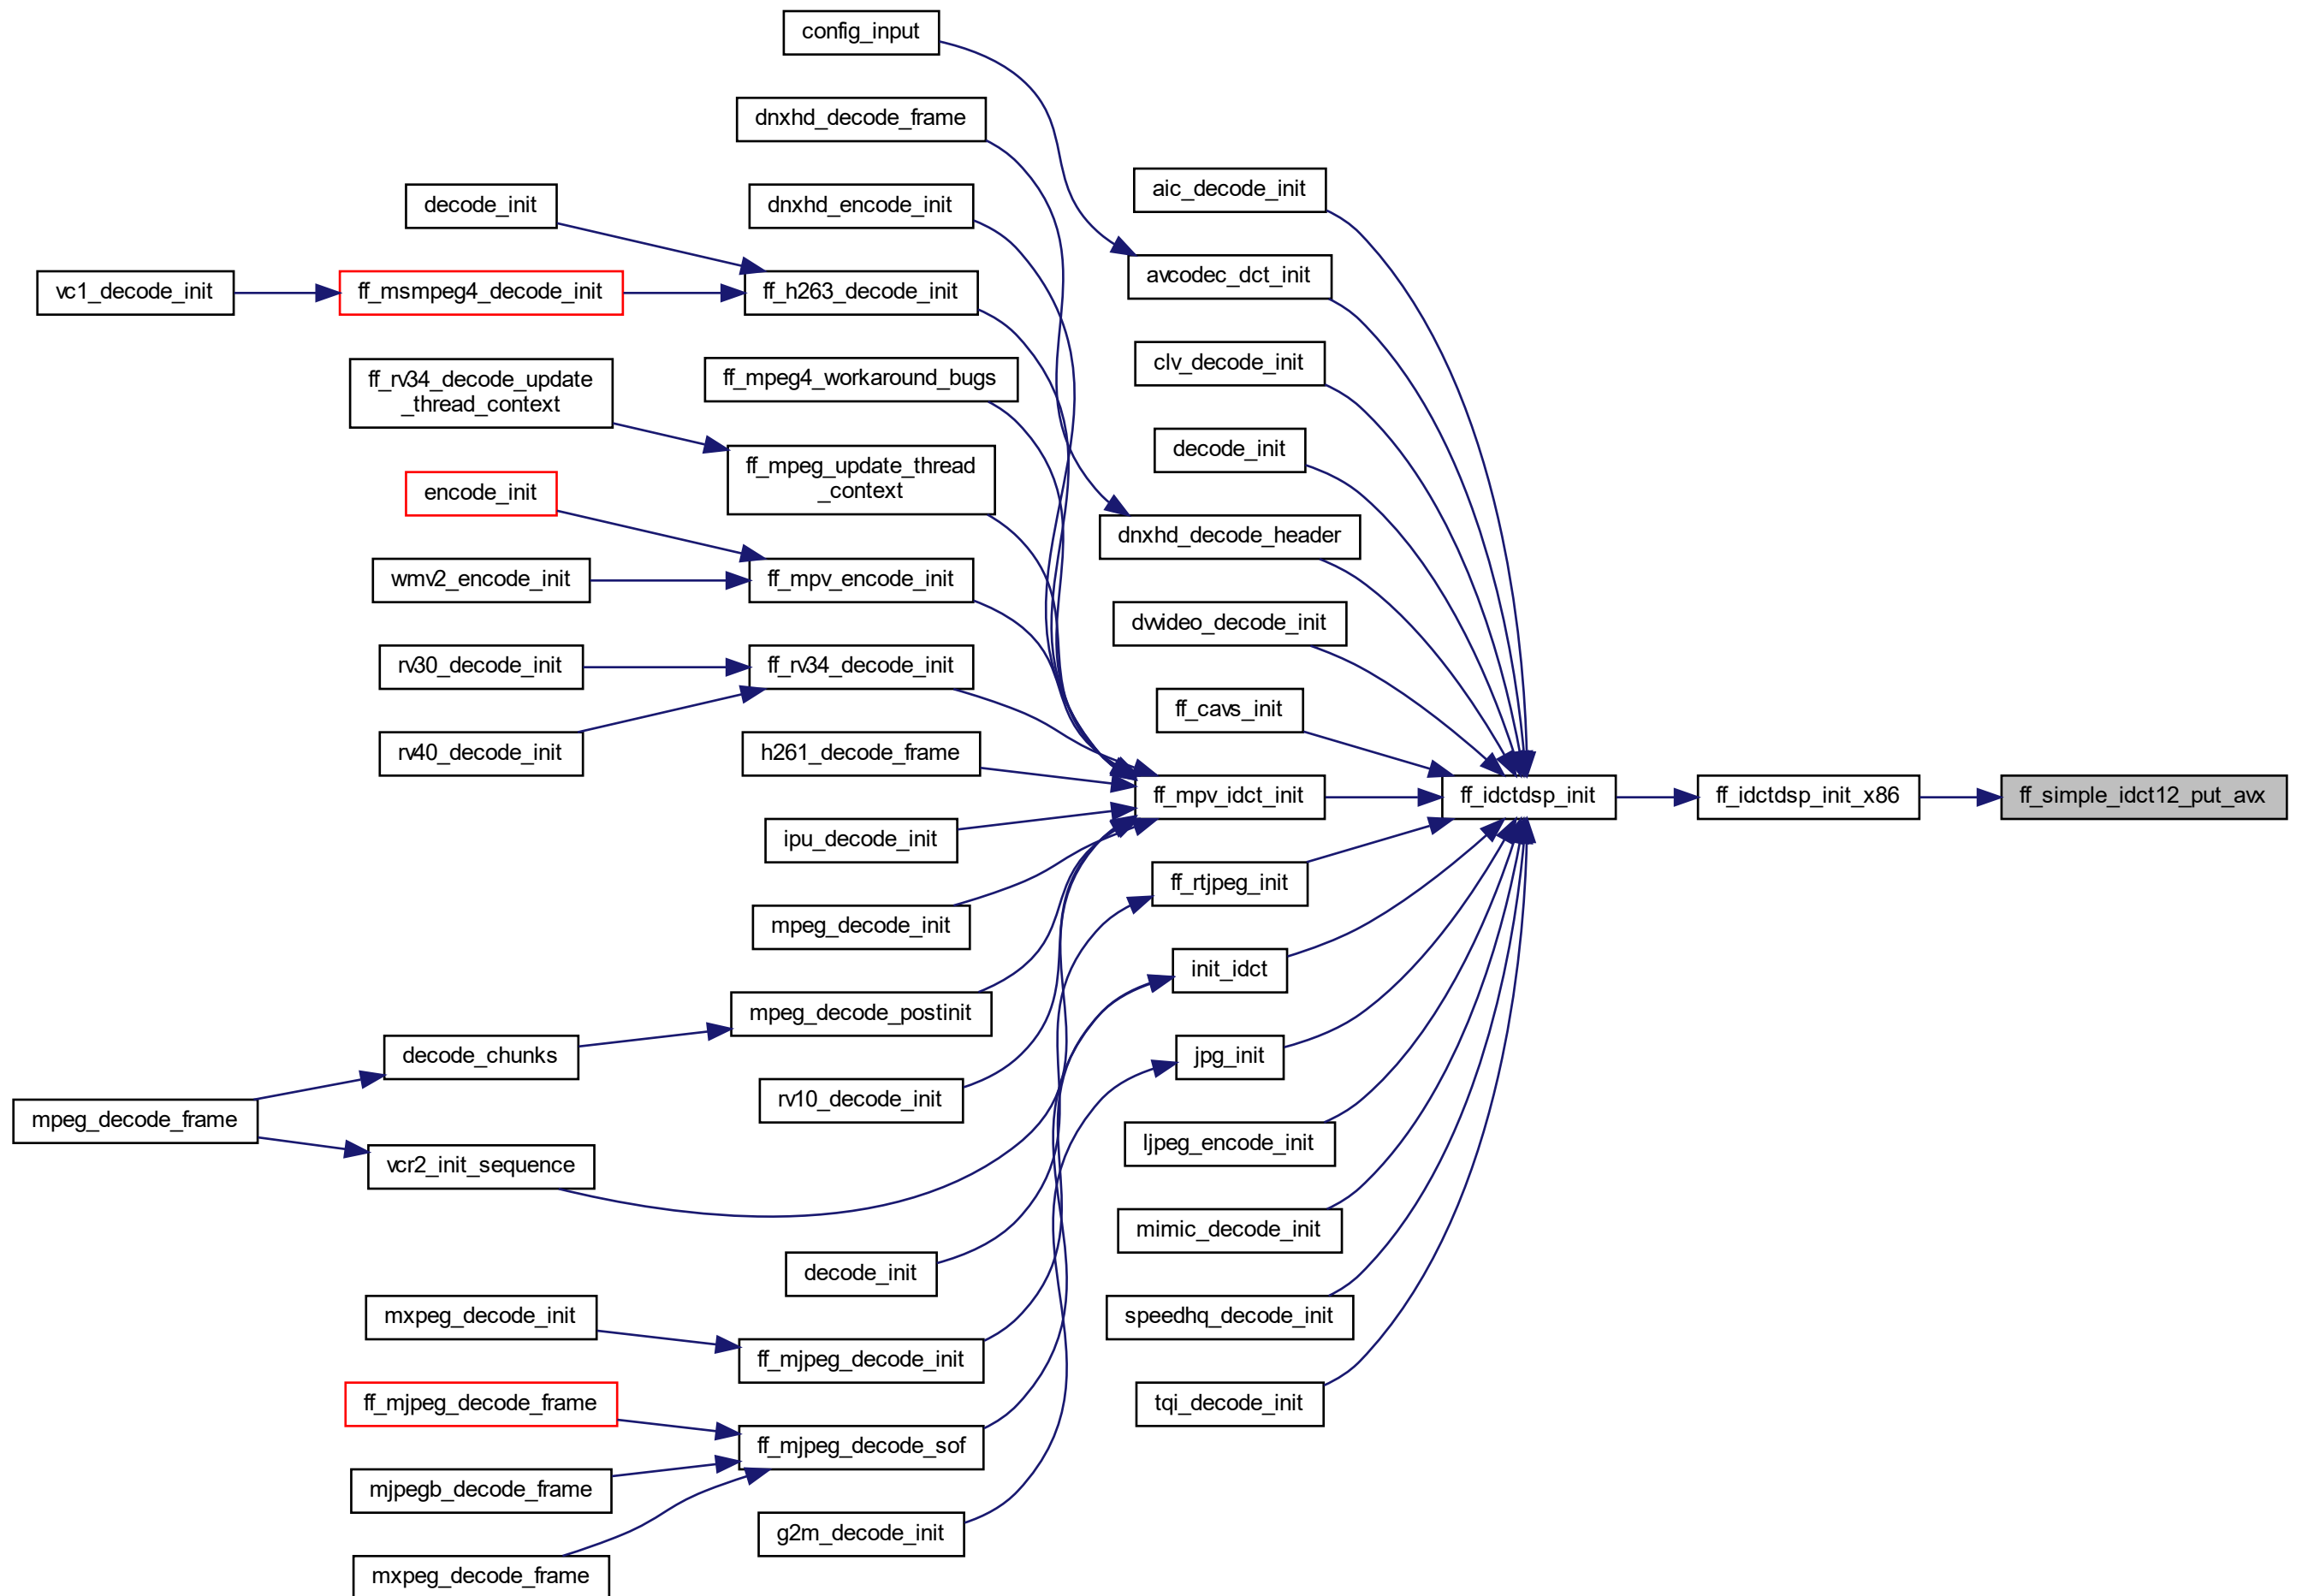 config_input
dnxhd_decode_frame
aic_decode_init
decode_init
dnxhd_encode_init
avcodec_dct_init
vc1_decode_init
ff_msmpeg4_decode_init
ff_h263_decode_init
clv_decode_init
ff_rv34_decode_update
_thread_context
ff_mpeg4_workaround_bugs
decode_init
ff_mpeg_update_thread
_context
encode_init
dnxhd_decode_header
wmv2_encode_init
ff_mpv_encode_init
dvvideo_decode_init
rv30_decode_init
ff_rv34_decode_init
ff_cavs_init
rv40_decode_init
h261_decode_frame
ff_mpv_idct_init
ff_idctdsp_init
ff_idctdsp_init_x86
ff_simple_idct12_put_avx
ipu_decode_init
ff_rtjpeg_init
mpeg_decode_init
init_idct
mpeg_decode_postinit
decode_chunks
jpg_init
rv10_decode_init
mpeg_decode_frame
ljpeg_encode_init
vcr2_init_sequence
mimic_decode_init
decode_init
mxpeg_decode_init
speedhq_decode_init
ff_mjpeg_decode_init
ff_mjpeg_decode_frame
tqi_decode_init
ff_mjpeg_decode_sof
mjpegb_decode_frame
g2m_decode_init
mxpeg_decode_frame